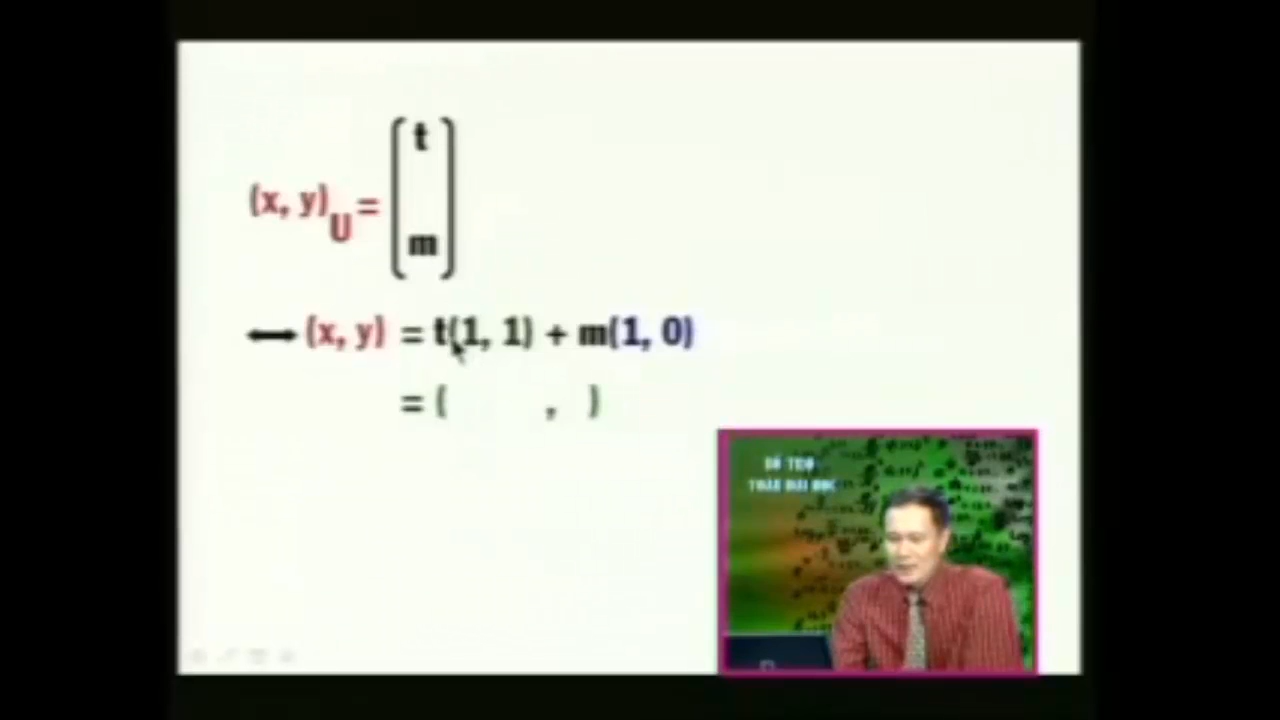 (x, y)U = [t
m]
↔ (x, y) = t(1, 1) + m(1, 0)
= ( , )